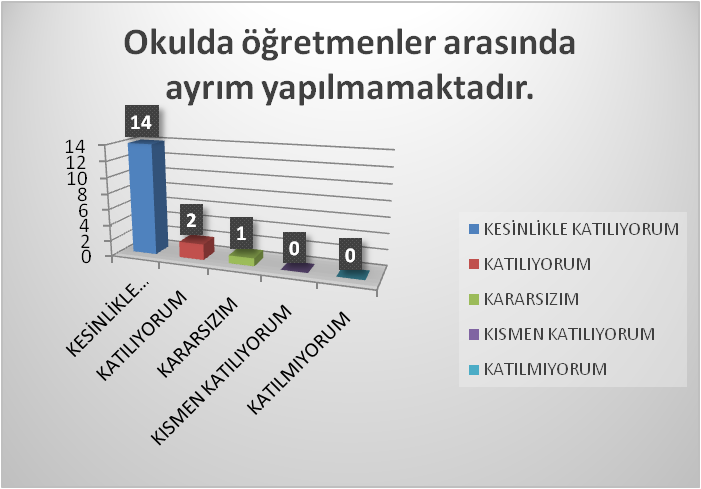 Okulda öğretmenler arasında
ayrım yapılmamaktadır.
14
2
1
0
0
14
12
10
8
6
4
2
0
KESİNLİKLE...
KATILIYORUM
KARARSIZIM
KISMEN KATILIYORUM
KATILMIYORUM
KESİNLİKLE KATILIYORUM
KATILIYORUM
KARARSIZIM
KISMEN KATILIYORUM
KATILMIYORUM